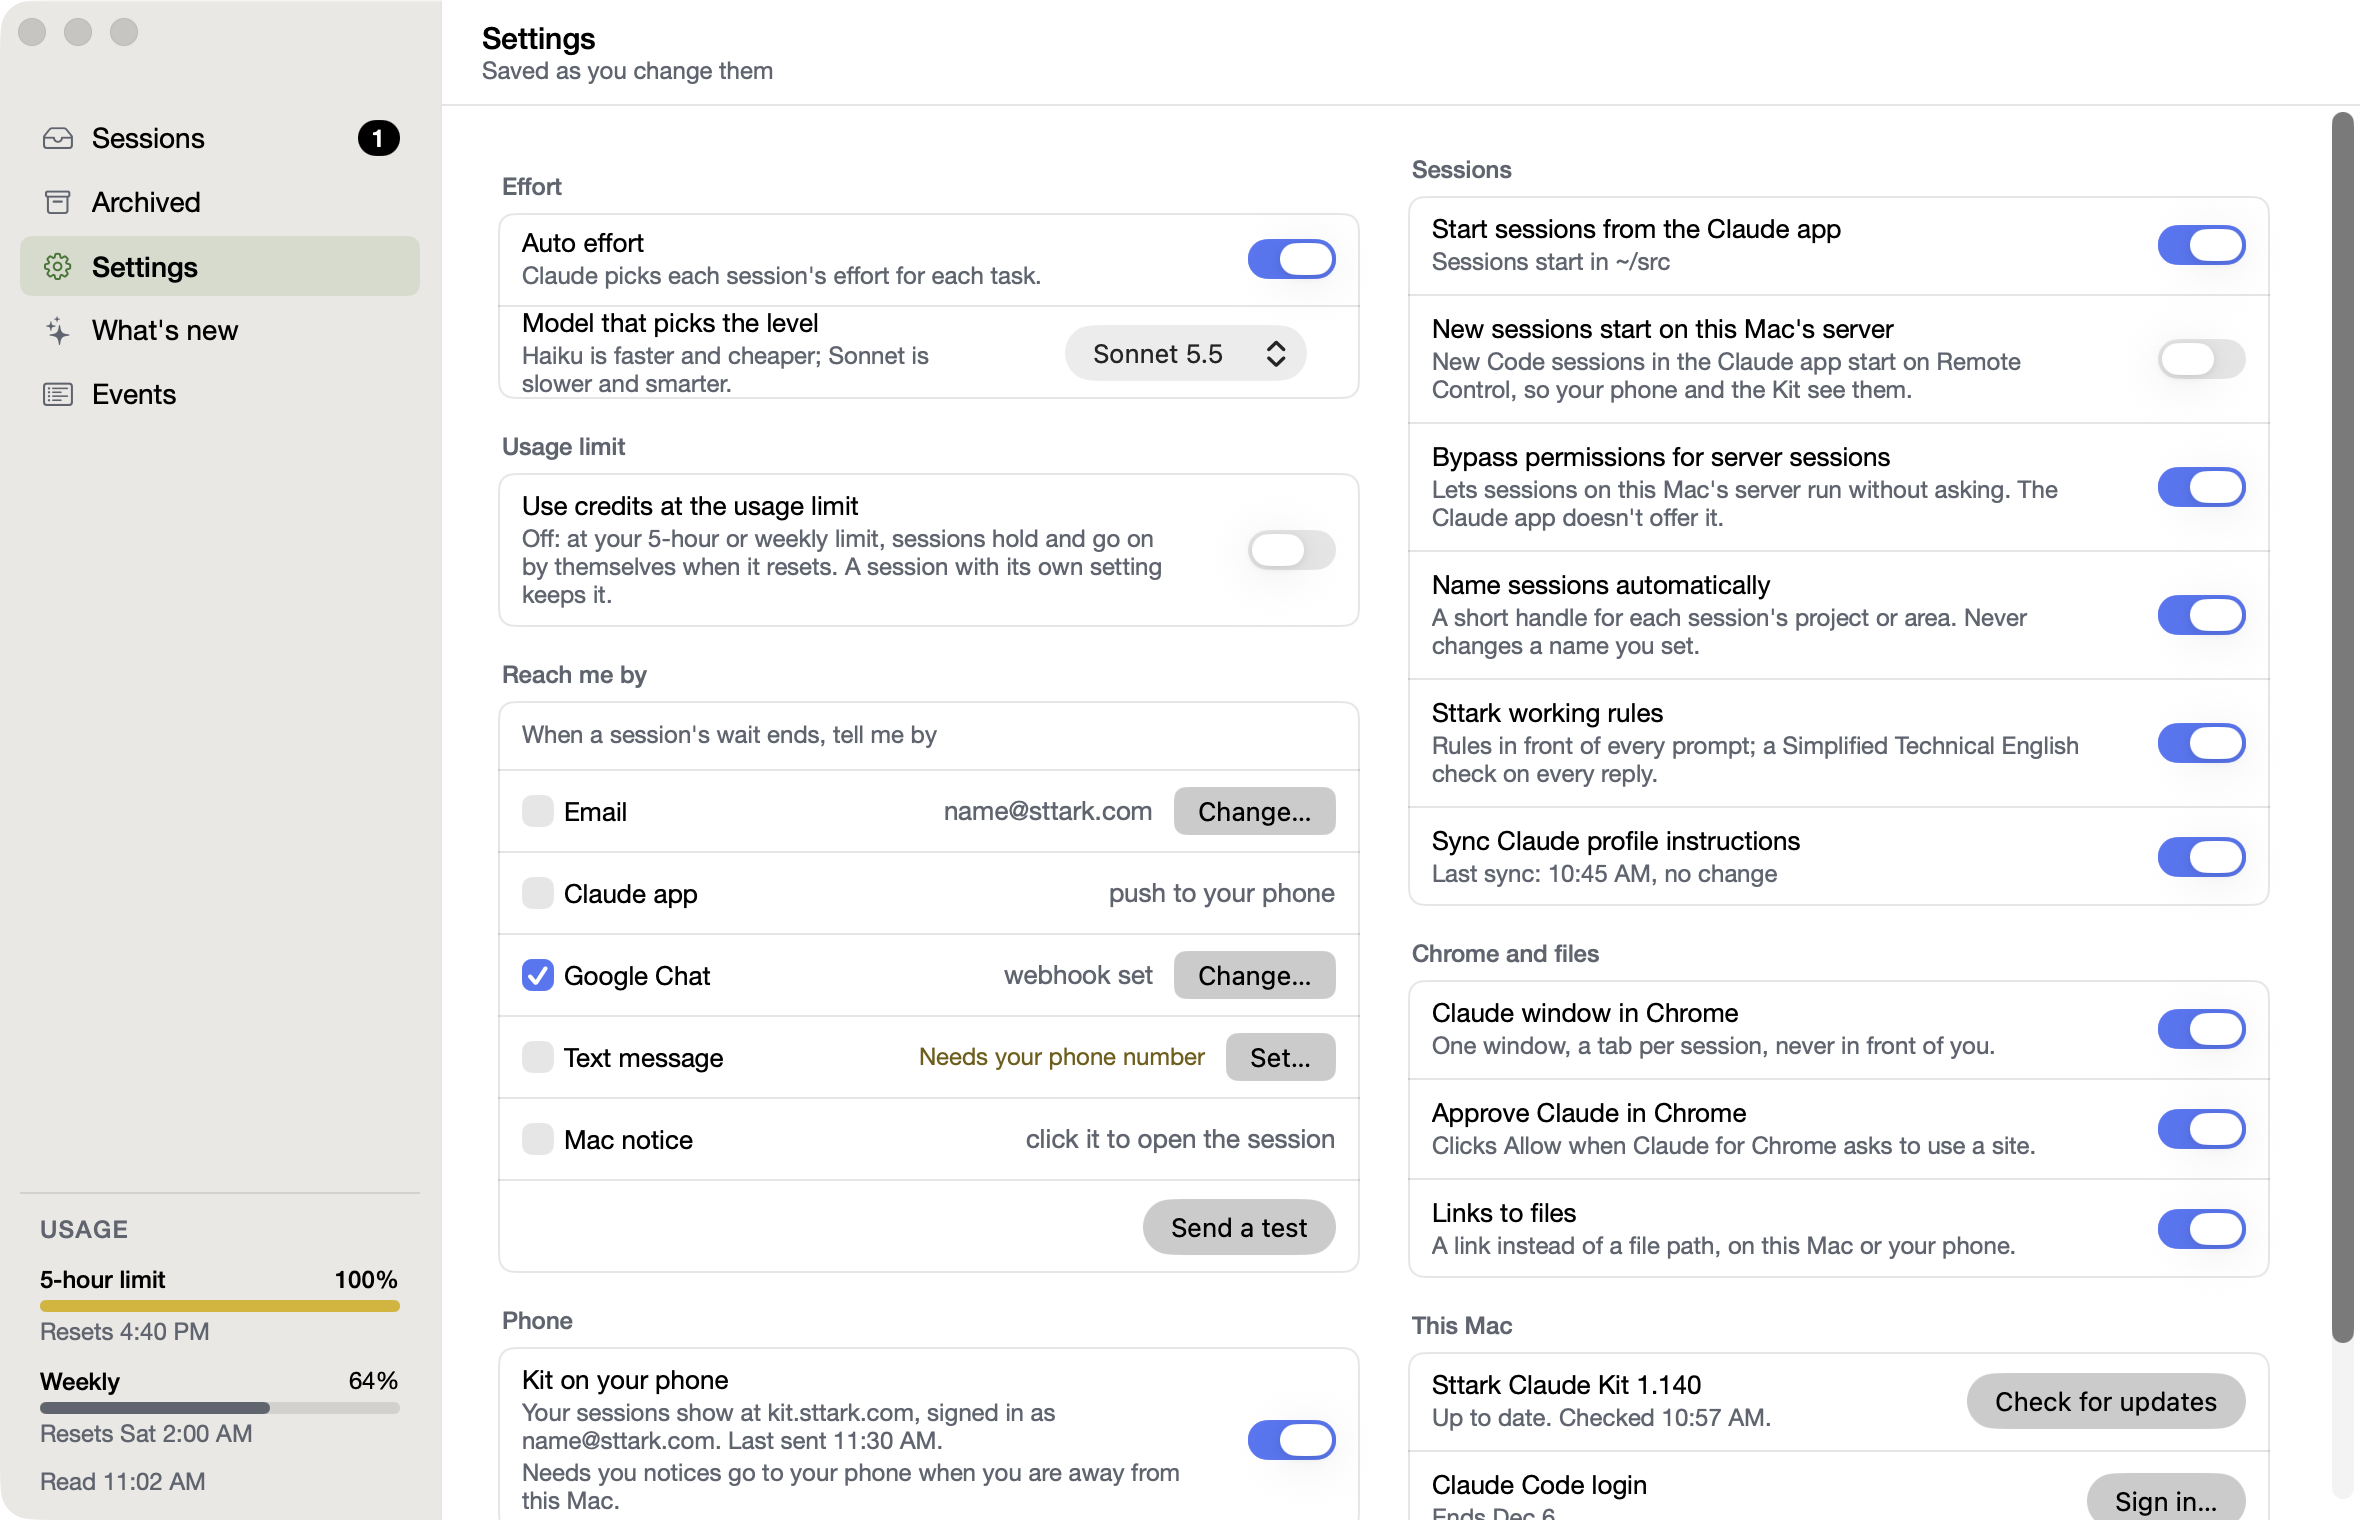 Settings
Saved as you change them
Sessions
1
Archived
Settings
What's new
Events
USAGE
5-hour limit
100%
Resets 4:40 PM
Weekly
64%
Resets Sat 2:00 AM
Read 11:02 AM
Effort
Auto effort
Claude picks each session's effort for each task.
Model that picks the level
Haiku is faster and cheaper; Sonnet is
slower and smarter.
Sonnet 5.5
Usage limit
Use credits at the usage limit
Off: at your 5-hour or weekly limit, sessions hold and go on
by themselves when it resets. A session with its own setting
keeps it.
Reach me by
When a session's wait ends, tell me by
Email
name@sttark.com
Change...
Claude app
push to your phone
Google Chat
webhook set
Change...
Text message
Needs your phone number
Set...
Mac notice
click it to open the session
Send a test
Phone
Kit on your phone
Your sessions show at kit.sttark.com, signed in as
name@sttark.com. Last sent 11:30 AM.
Needs you notices go to your phone when you are away from
this Mac.
Sessions
Start sessions from the Claude app
Sessions start in ~/src
New sessions start on this Mac's server
New Code sessions in the Claude app start on Remote
Control, so your phone and the Kit see them.
Bypass permissions for server sessions
Lets sessions on this Mac's server run without asking. The
Claude app doesn't offer it.
Name sessions automatically
A short handle for each session's project or area. Never
changes a name you set.
Sttark working rules
Rules in front of every prompt; a Simplified Technical English
check on every reply.
Sync Claude profile instructions
Last sync: 10:45 AM, no change
Chrome and files
Claude window in Chrome
One window, a tab per session, never in front of you.
Approve Claude in Chrome
Clicks Allow when Claude for Chrome asks to use a site.
Links to files
A link instead of a file path, on this Mac or your phone.
This Mac
Sttark Claude Kit 1.140
Up to date. Checked 10:57 AM.
Check for updates
Claude Code login
Ends Dec 6
Sign in...